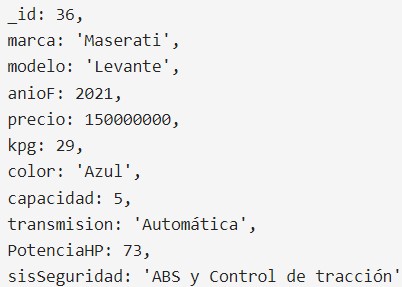 _id: 36,
marca: 'Maserati',
modelo: 'Levante',
anioF: 2021,
precio: 150000000,
kpg: 29,
color: 'Azul',
capacidad: 5,
transmision: 'Automática',
PotenciaHP: 73,
sisSeguridad: 'ABS y Control de tracción'